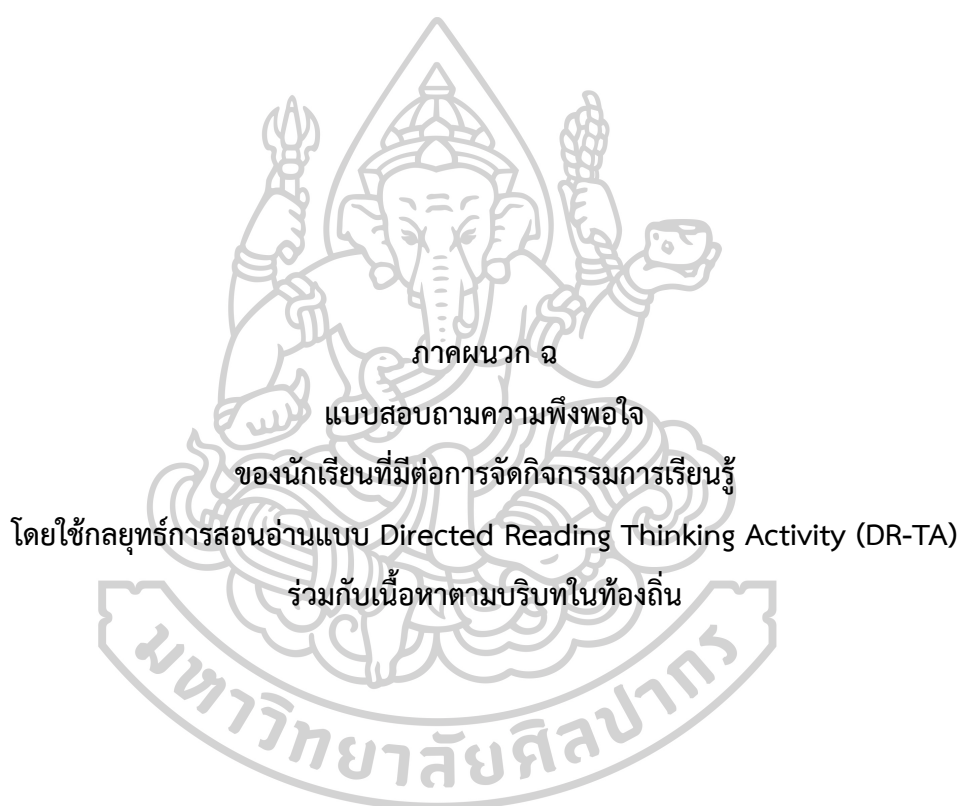 ภาคผนวก ฉ
แบบสอบถามความพึงพอใจ
ของนักเรียนที่มีต่อการจัดกิจกรรมการเรียนรู้
โดยใช้กลยุทธ์การสอนอ่านแบบ Directed Reading Thinking Activity (DR-TA)
ร่วมกับเนื้อหาตามบริบทในท้องถิ่น
มหาวิทยาลัยศิลปากร